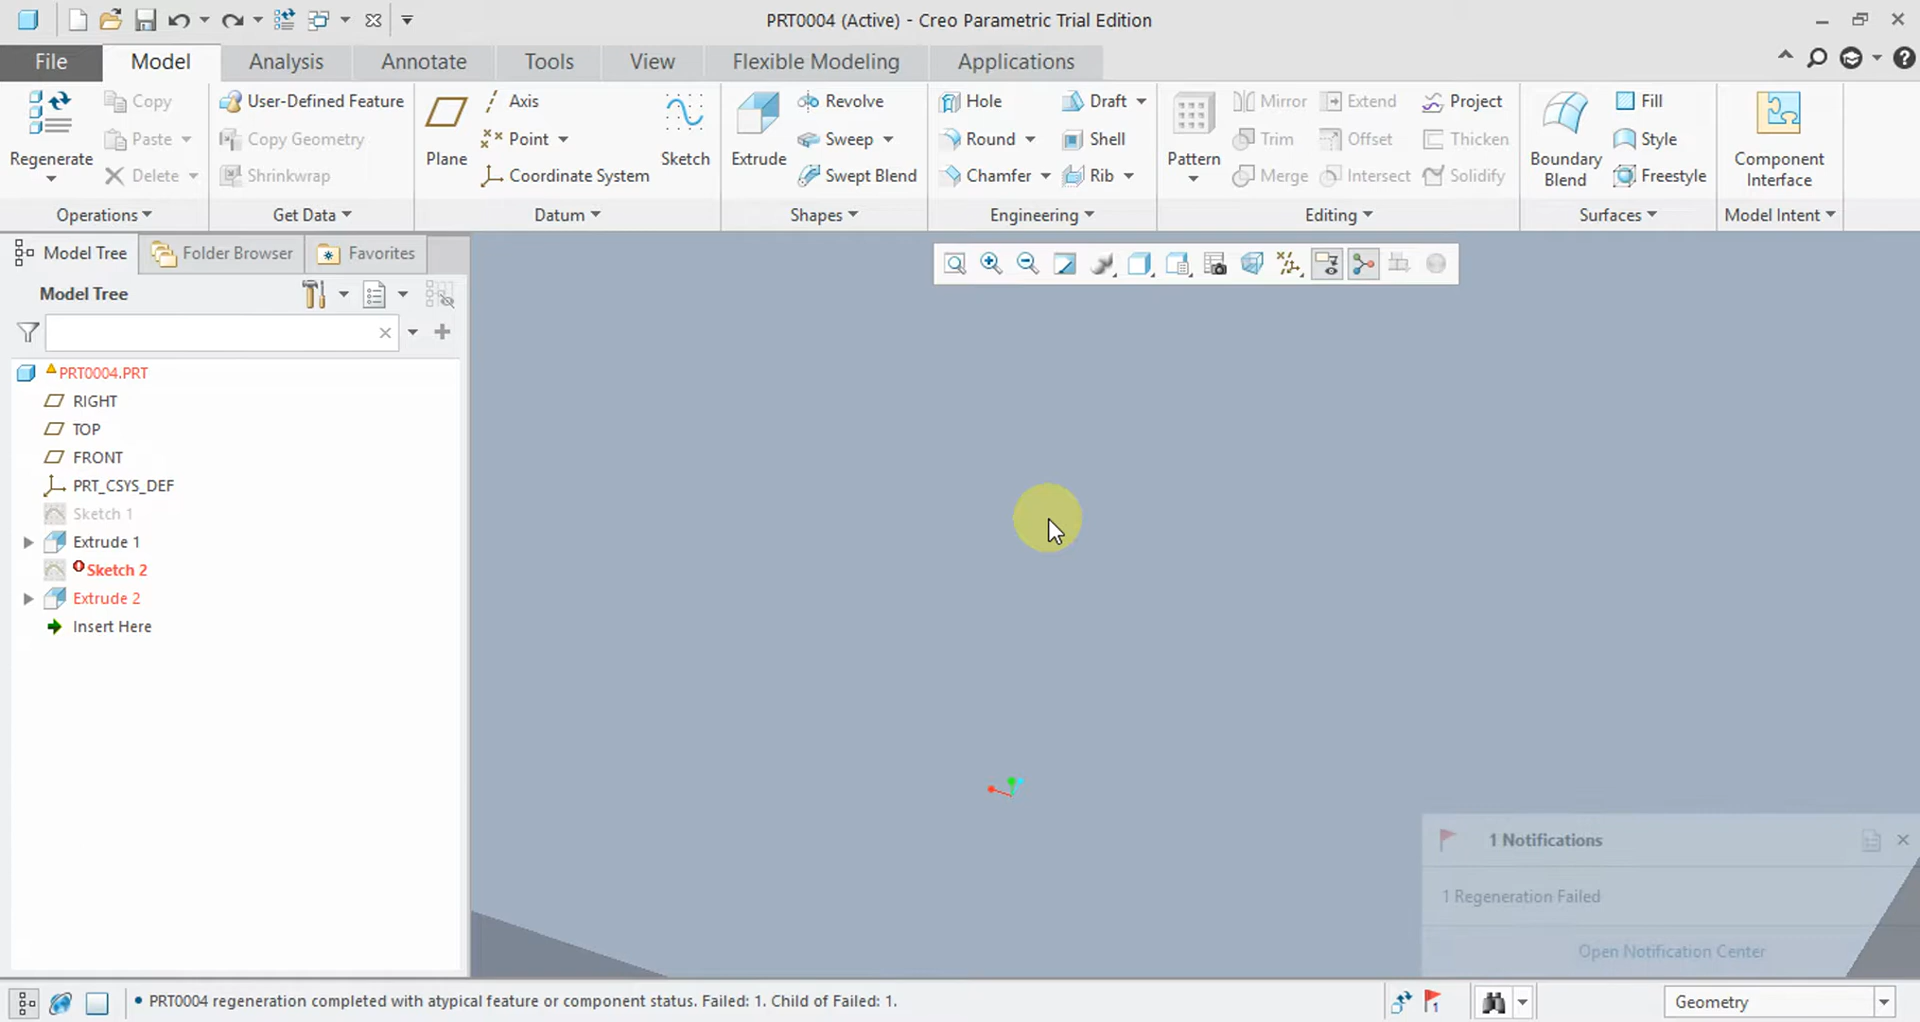 PRT0004 (Active) - Creo Parametric Trial Edition
File Model Analysis Annotate Tools View Flexible Modeling Applications
Regenerate
Copy
Paste
Delete
Operations
User-Defined Feature
Copy Geometry
Shrinkwrap
Get Data
Plane
Axis
Point
Coordinate System
Sketch
Datum
Extrude
Revolve
Sweep
Swept Blend
Shapes
Hole
Round
Chamfer
Draft
Shell
Rib
Engineering
Pattern
Mirror
Trim
Merge
Extend
Offset
Intersect
Project
Thicken
Solidify
Editing
Boundary
Blend
Fill
Style
Freestyle
Surfaces
Component
Interface
Model Intent
Model Tree Folder Browser Favorites
Model Tree
PRT0004.PRT
RIGHT
TOP
FRONT
PRT_CSYS_DEF
Sketch 1
Extrude 1
Sketch 2
Extrude 2
Insert Here
1 Notifications
1 Regeneration Failed
Open Notification Center
• PRT0004 regeneration completed with atypical feature or component status. Failed: 1. Child of Failed: 1.
1
Geometry